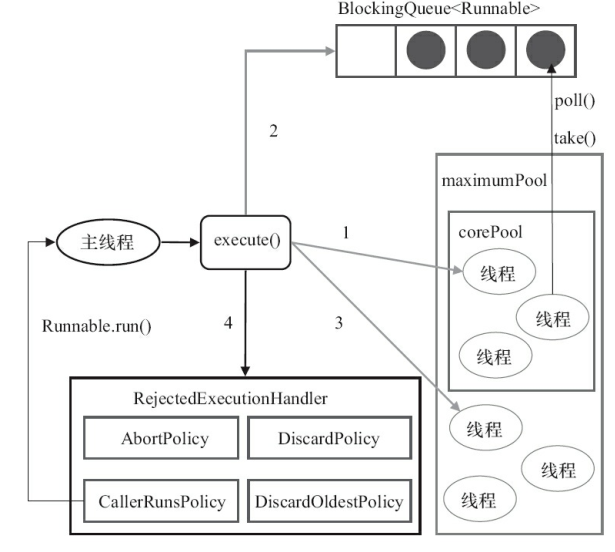 BlockingQueue<Runnable>
poll()
2
take()
maximumPool
corePool
主线程
execute()
1
线程
线程
Runnable.run()
4
3
线程
RejectedExecutionHandler
AbortPolicy
DiscardPolicy
线程
线程
CallerRunsPolicy
DiscardOldestPolicy
线程